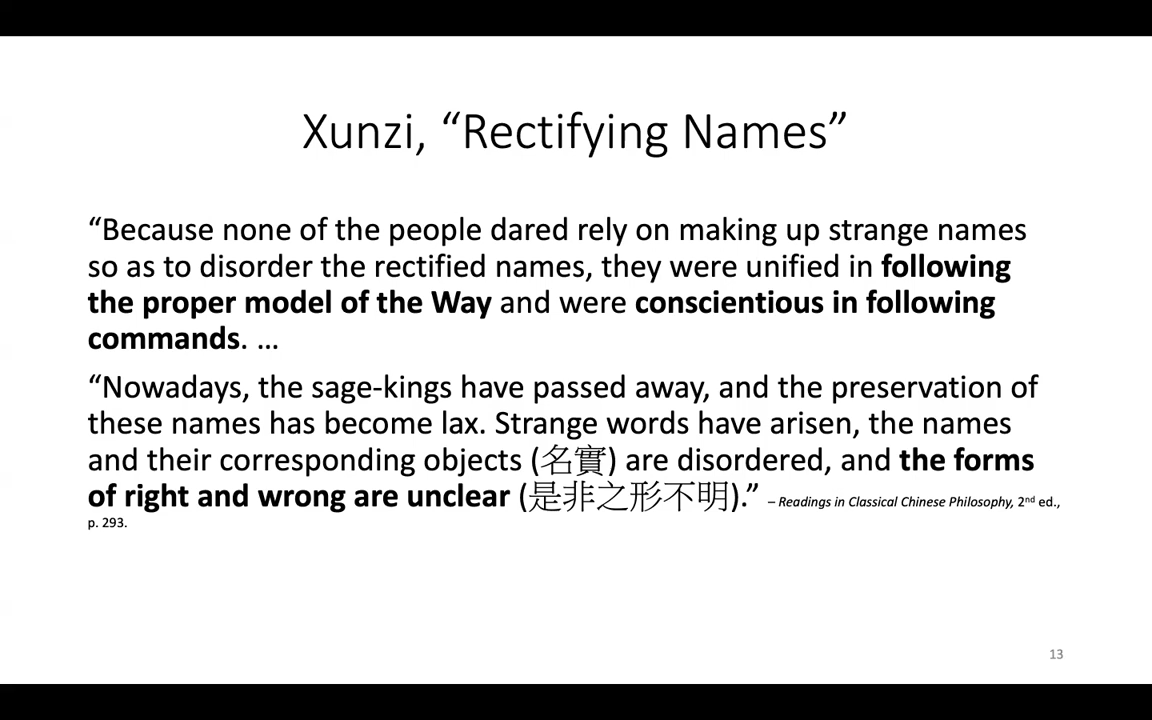 Xunzi, “Rectifying Names”
“Because none of the people dared rely on making up strange names
so as to disorder the rectified names, they were unified in following
the proper model of the Way and were conscientious in following
commands. …
“Nowadays, the sage-kings have passed away, and the preservation of
these names has become lax. Strange words have arisen, the names
and their corresponding objects (名實) are disordered, and the forms
of right and wrong are unclear (是非之形不明).” – Readings in Classical Chinese Philosophy, 2nd ed.,
p. 293.
13